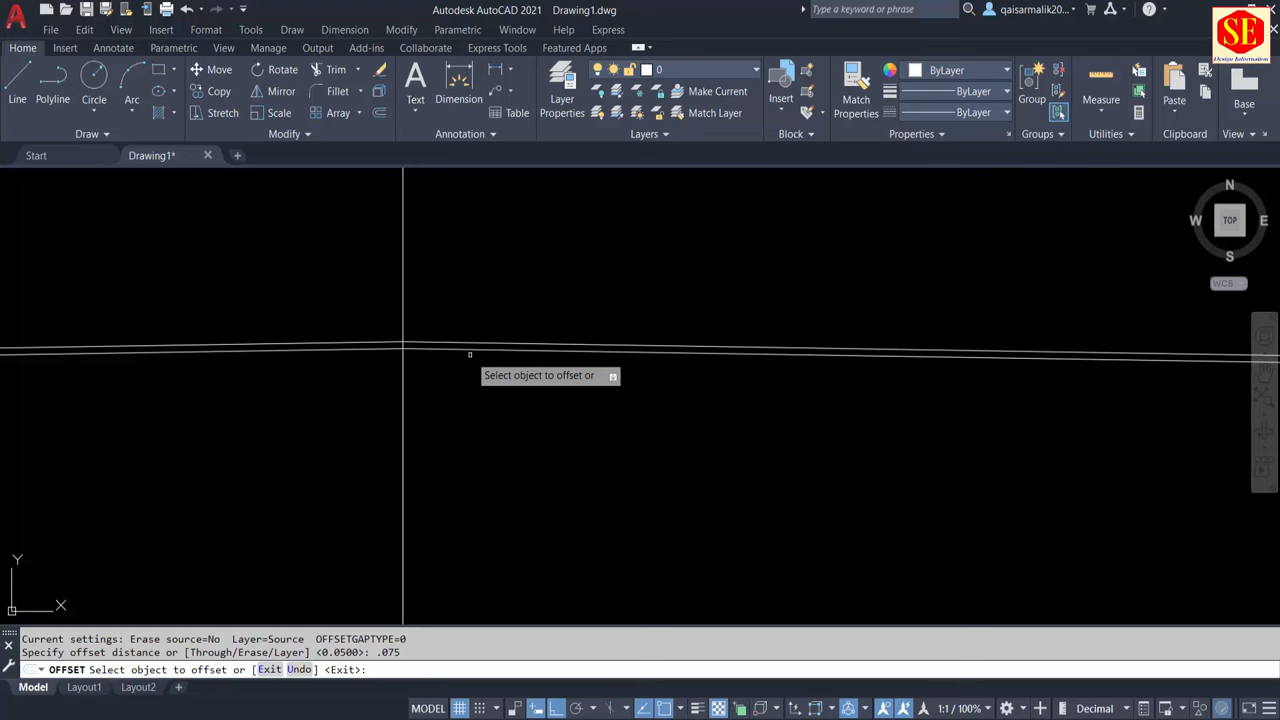 Autodesk AutoCAD 2021 Drawing1.dwg
Type a keyword or phrase
qaisarmalik20...
SE
Design Information
File Edit View Insert Format Tools Draw Dimension Modify Parametric Window Help Express
Home Insert Annotate Parametric View Manage Output Add-ins Collaborate Express Tools Featured Apps
Line Polyline Circle Arc
Move Rotate Trim
Copy Mirror Fillet
Stretch Scale Array
Text Dimension Table
Layer Properties
0
Make Current
Match Layer
Insert
Match Properties
ByLayer
ByLayer
ByLayer
Group
Measure
Paste
Base
Draw Modify Annotation Layers Block Properties Groups Utilities Clipboard View
Start Drawing1*
N
W TOP E
S
WCS
Select object to offset or
Y
X
Current settings: Erase source=No Layer=Source OFFSETGAPTYPE=0
Specify offset distance or [Through/Erase/Layer] <0.0500>: .075
OFFSET Select object to offset or [Exit Undo] <Exit>:
Model Layout1 Layout2 +
MODEL 1:1 / 100% Decimal